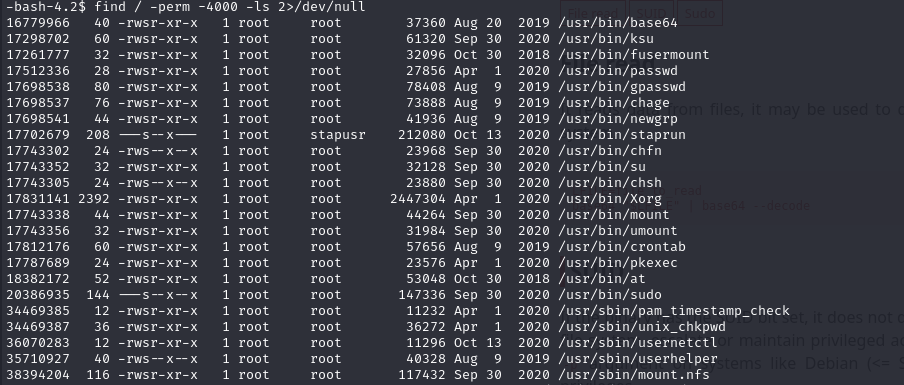 -bash-4.2$ find / -perm -4000 -ls 2>/dev/null
16779966   40 -rwsr-xr-x   1 root     root        37360 Aug 20  2019 /usr/bin/base64
17298702   60 -rwsr-xr-x   1 root     root        61320 Sep 30  2020 /usr/bin/ksu
17261777   32 -rwsr-xr-x   1 root     root        32096 Oct 30  2018 /usr/bin/fusermount
17512336   28 -rwsr-xr-x   1 root     root        27856 Apr  1  2020 /usr/bin/passwd
17698538   80 -rwsr-xr-x   1 root     root        78408 Aug  9  2019 /usr/bin/gpasswd
17698537   76 -rwsr-xr-x   1 root     root        73888 Aug  9  2019 /usr/bin/chage
17698541   44 -rwsr-xr-x   1 root     root        41936 Aug  9  2019 /usr/bin/newgrp
17702679  208 ---s--x---   1 root     stapusr    212080 Oct 13  2020 /usr/bin/staprun
17743302   24 -rws--x--x   1 root     root        23968 Sep 30  2020 /usr/bin/chfn
17743352   32 -rwsr-xr-x   1 root     root        32128 Sep 30  2020 /usr/bin/su
17743305   24 -rws--x--x   1 root     root        23880 Sep 30  2020 /usr/bin/chsh
17831141 2392 -rwsr-xr-x   1 root     root      2447304 Apr  1  2020 /usr/bin/Xorg
17743338   44 -rwsr-xr-x   1 root     root        44264 Sep 30  2020 /usr/bin/mount
17743356   32 -rwsr-xr-x   1 root     root        31984 Sep 30  2020 /usr/bin/umount
17812176   60 -rwsr-xr-x   1 root     root        57656 Aug  9  2019 /usr/bin/crontab
17787689   24 -rwsr-xr-x   1 root     root        23576 Apr  1  2020 /usr/bin/pkexec
18382172   52 -rwsr-xr-x   1 root     root        53048 Oct 30  2018 /usr/bin/at
20386935  144 ---s--x--x   1 root     root       147336 Sep 30  2020 /usr/bin/sudo
34469385   12 -rwsr-xr-x   1 root     root        11232 Apr  1  2020 /usr/sbin/pam_timestamp_check
34469387   36 -rwsr-xr-x   1 root     root        36272 Apr  1  2020 /usr/sbin/unix_chkpwd
36070283   12 -rwsr-xr-x   1 root     root        11296 Oct 13  2020 /usr/sbin/usernetctl
35710927   40 -rws--x--x   1 root     root        40328 Aug  9  2019 /usr/sbin/userhelper
38394204  116 -rwsr-xr-x   1 root     root       117432 Sep 30  2020 /usr/sbin/mount.nfs